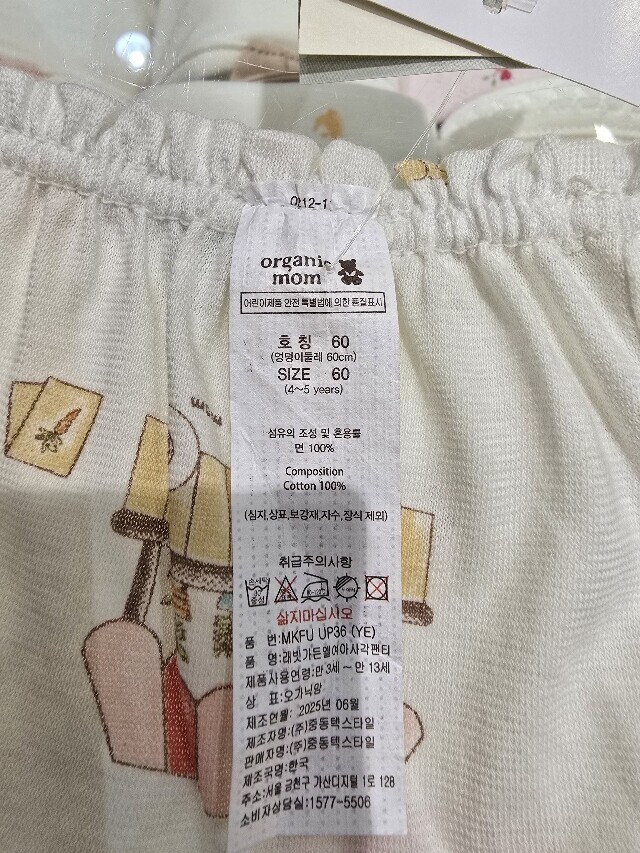 organic
mom
어린이제품 안전 특별법에 의한 품질표시
호 칭 60
(엉덩이둘레 60cm)
SIZE 60
(4~5 years)
섬유의 조성 및 혼용률
면 100%
Composition
Cotton 100%
(심지,상표,보강재,자수,장식 제외)
취급주의사항
손세탁
중성
삶지마십시오
품 번:MKFU UP36 (YE)
품 명:래빗가든엘여아사각팬티
제품사용연령:만 3세 ~ 만 13세
상 표:오가닉맘
제조연월: 2025년 06월
제조자명:(주)중동텍스타일
판매자명:(주)중동텍스타일
제조국명:한국
주소:서울 금천구 가산디지털 1로 128
소비자상담실:1577-5506